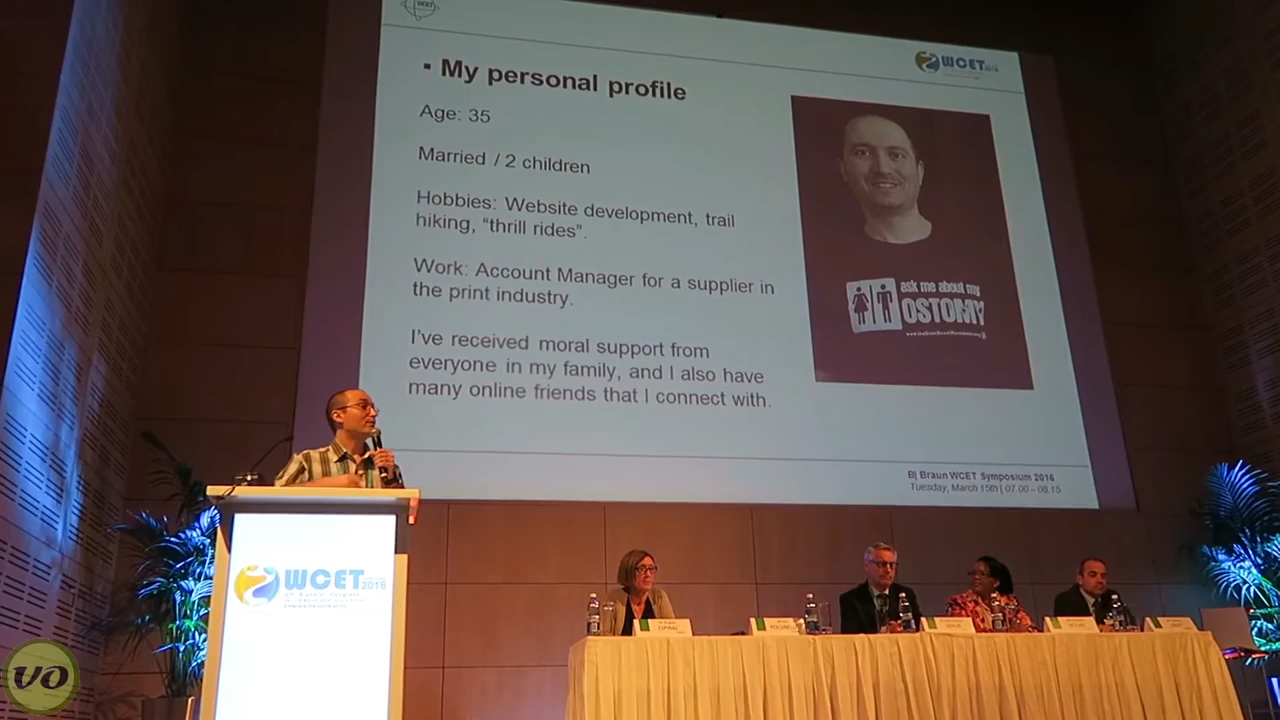 WCET
▪ My personal profile
Age: 35
Married / 2 children
Hobbies: Website development, trail
hiking, "thrill rides".
Work: Account Manager for a supplier in
the print industry.
I've received moral support from
everyone in my family, and I also have
many online friends that I connect with.
ask me about my
OSTOMY
B| Braun WCET Symposium 2016
Tuesday, March 15th| 07.00 – 08.15
WCET
2016
ESPIRAC
VO